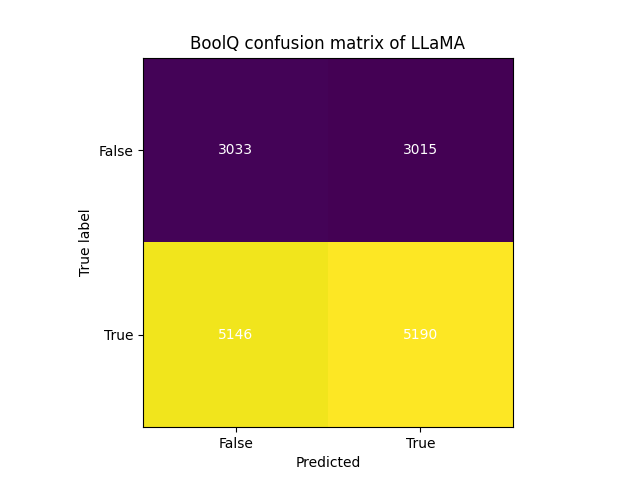 BoolQ confusion matrix of LLaMA
True label
False
3033 3015
True
5146 5190
False True
Predicted